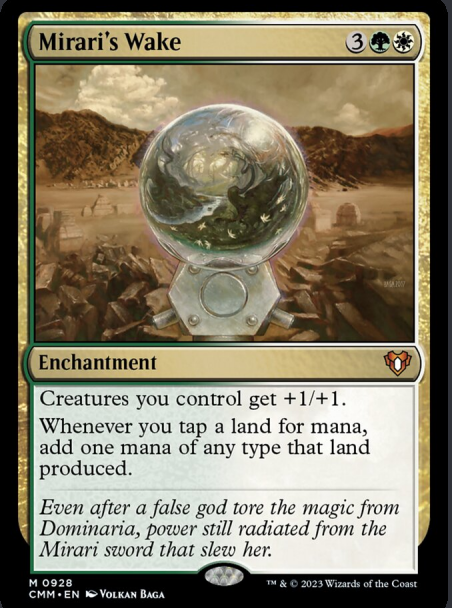 Mirari's Wake 3
Enchantment
Creatures you control get +1/+1.
Whenever you tap a land for mana,
add one mana of any type that land
produced.
Even after a false god tore the magic from
Dominaria, power still radiated from the
Mirari sword that slew her.
M 0928
CMM • EN Volkan Baga
™ & © 2023 Wizards of the Coast